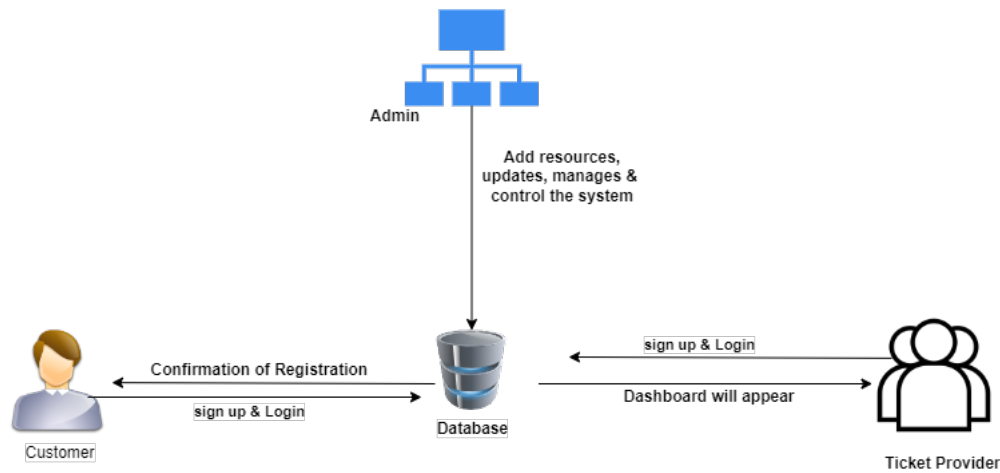 Admin
Add resources,
updates, manages &
control the system
Confirmation of Registration
sign up & Login
Customer
Database
sign up & Login
Dashboard will appear
Ticket Provider